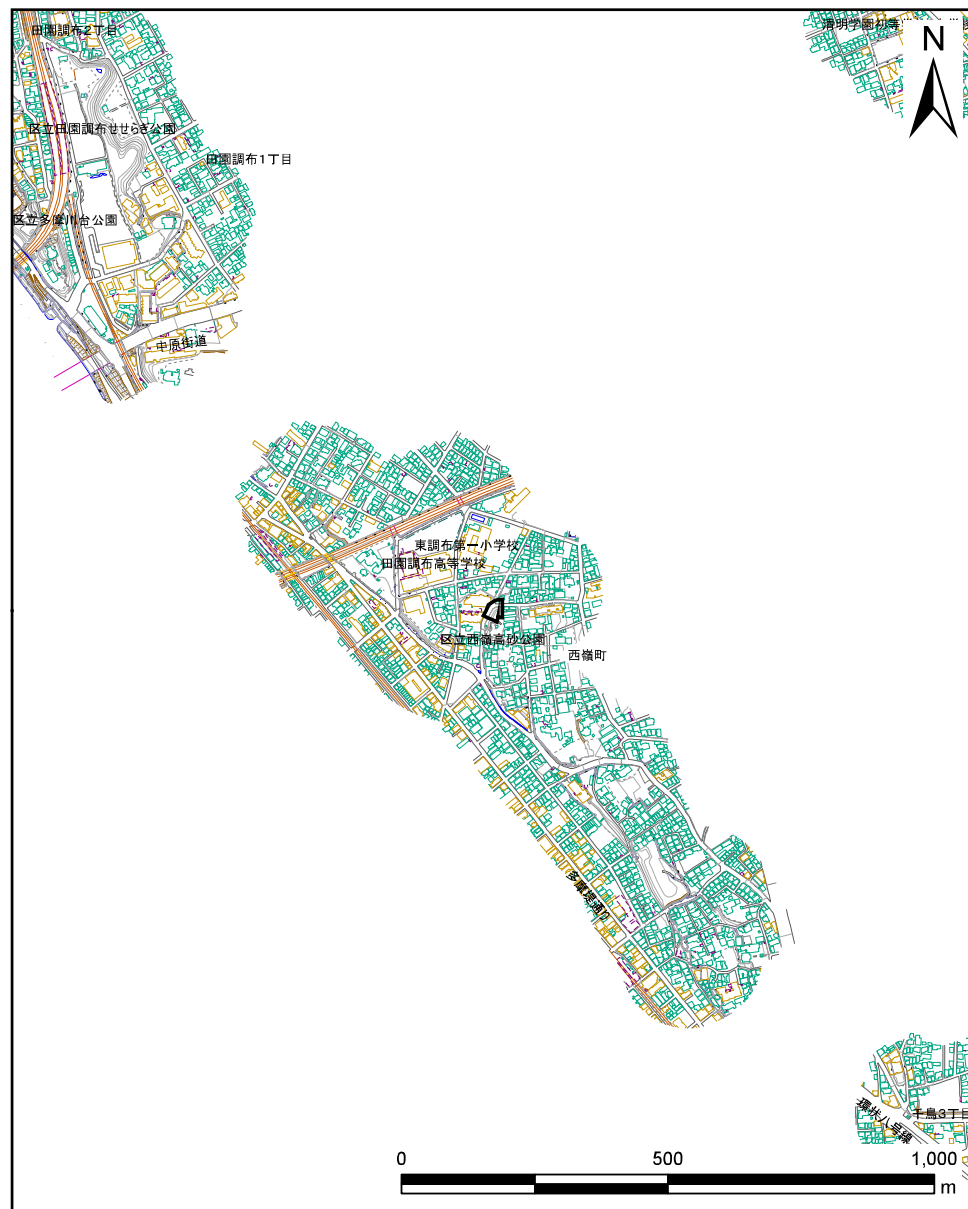 田園調布2丁目
N
区立田園調布せせらぎ公園
田園調布1丁目
区立多摩川台公園
中原街道
東調布第一小学校
田園調布高等学校
区立西嶺高砂公園
西嶺町
多摩堤通り
環状八号線
千鳥3丁目
0 500 1,000
m